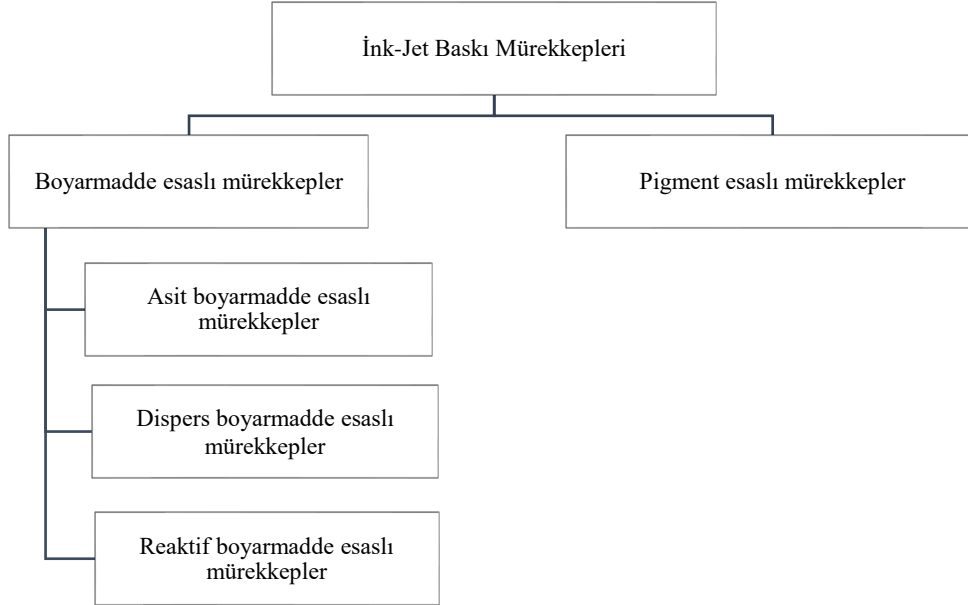 İnk-Jet Baskı Mürekkepleri
Boyarmadde esaslı mürekkepler
Pigment esaslı mürekkepler
Asit boyarmadde esaslı
mürekkepler
Dispers boyarmadde esaslı
mürekkepler
Reaktif boyarmadde esaslı
mürekkepler